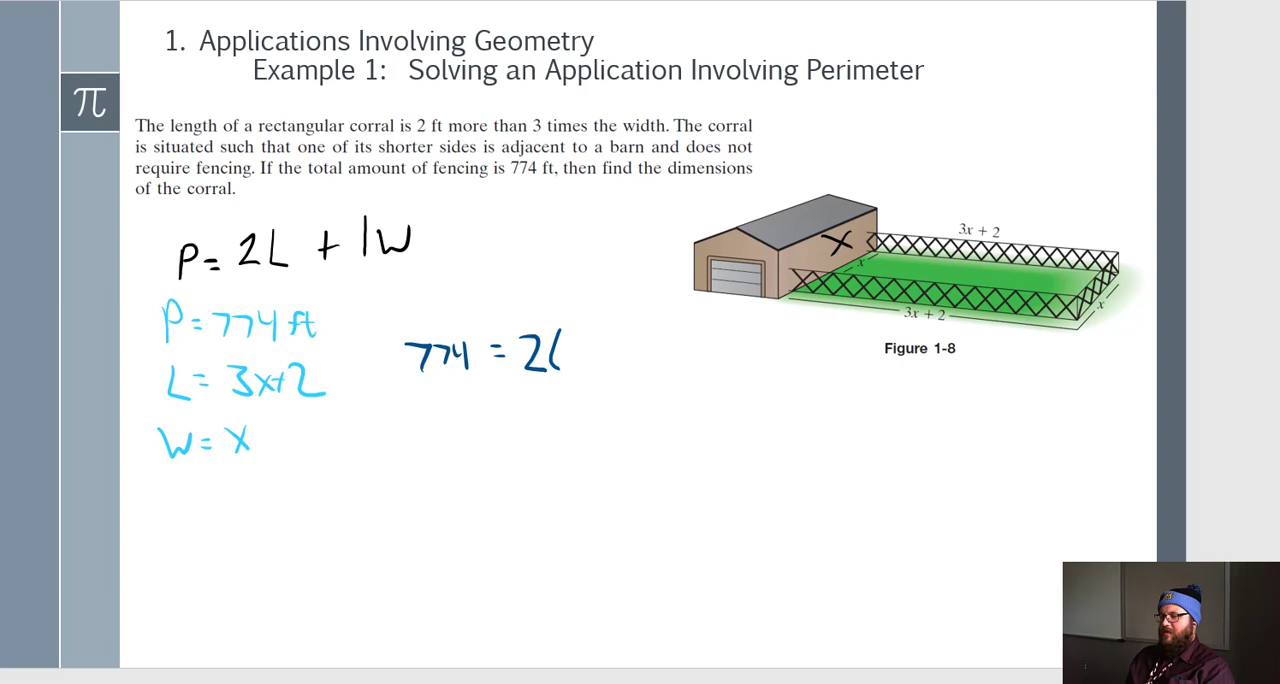 1. Applications Involving Geometry
Example 1: Solving an Application Involving Perimeter
π
The length of a rectangular corral is 2 ft more than 3 times the width. The corral
is situated such that one of its shorter sides is adjacent to a barn and does not
require fencing. If the total amount of fencing is 774 ft, then find the dimensions
of the corral.
P = 2L + 1W
P = 774 ft
L = 3x+2
W = x
774 = 2(
X
3x + 2
x
x
3x + 2
Figure 1-8